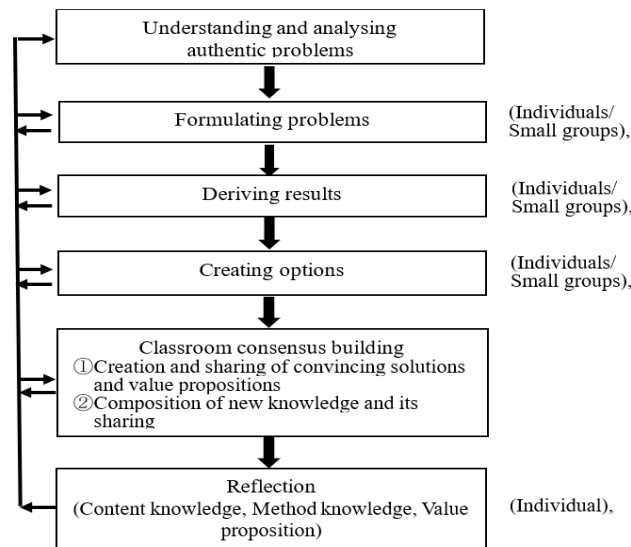 Understanding and analysing
authentic problems
Formulating problems
(Individuals/
Small groups),
Deriving results
(Individuals/
Small groups),
Creating options
(Individuals/
Small groups),
Classroom consensus building
①Creation and sharing of convincing solutions
and value propositions
②Composition of new knowledge and its
sharing
Reflection
(Content knowledge, Method knowledge, Value
proposition)
(Individual),